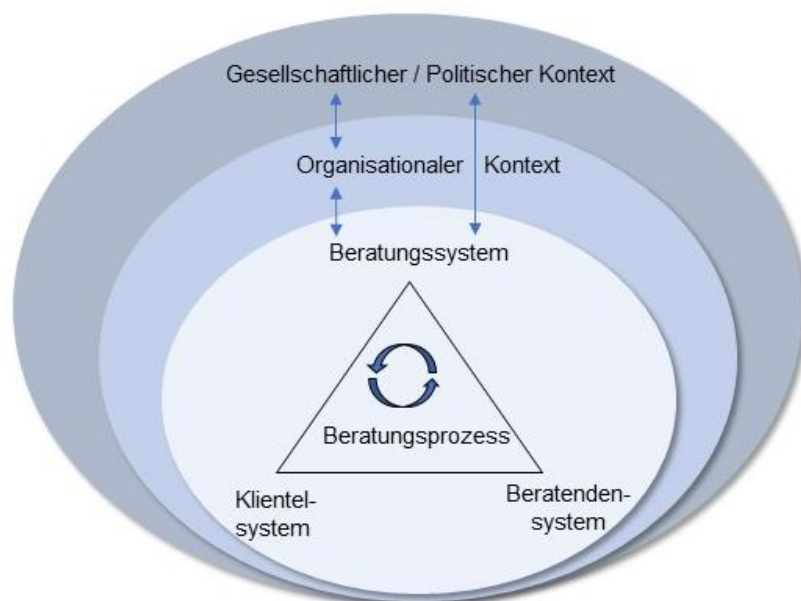 Gesellschaftlicher / Politischer Kontext
Organisationaler Kontext
Beratungssystem
Beratungsprozess
Klientel-
system
Beratenden-
system